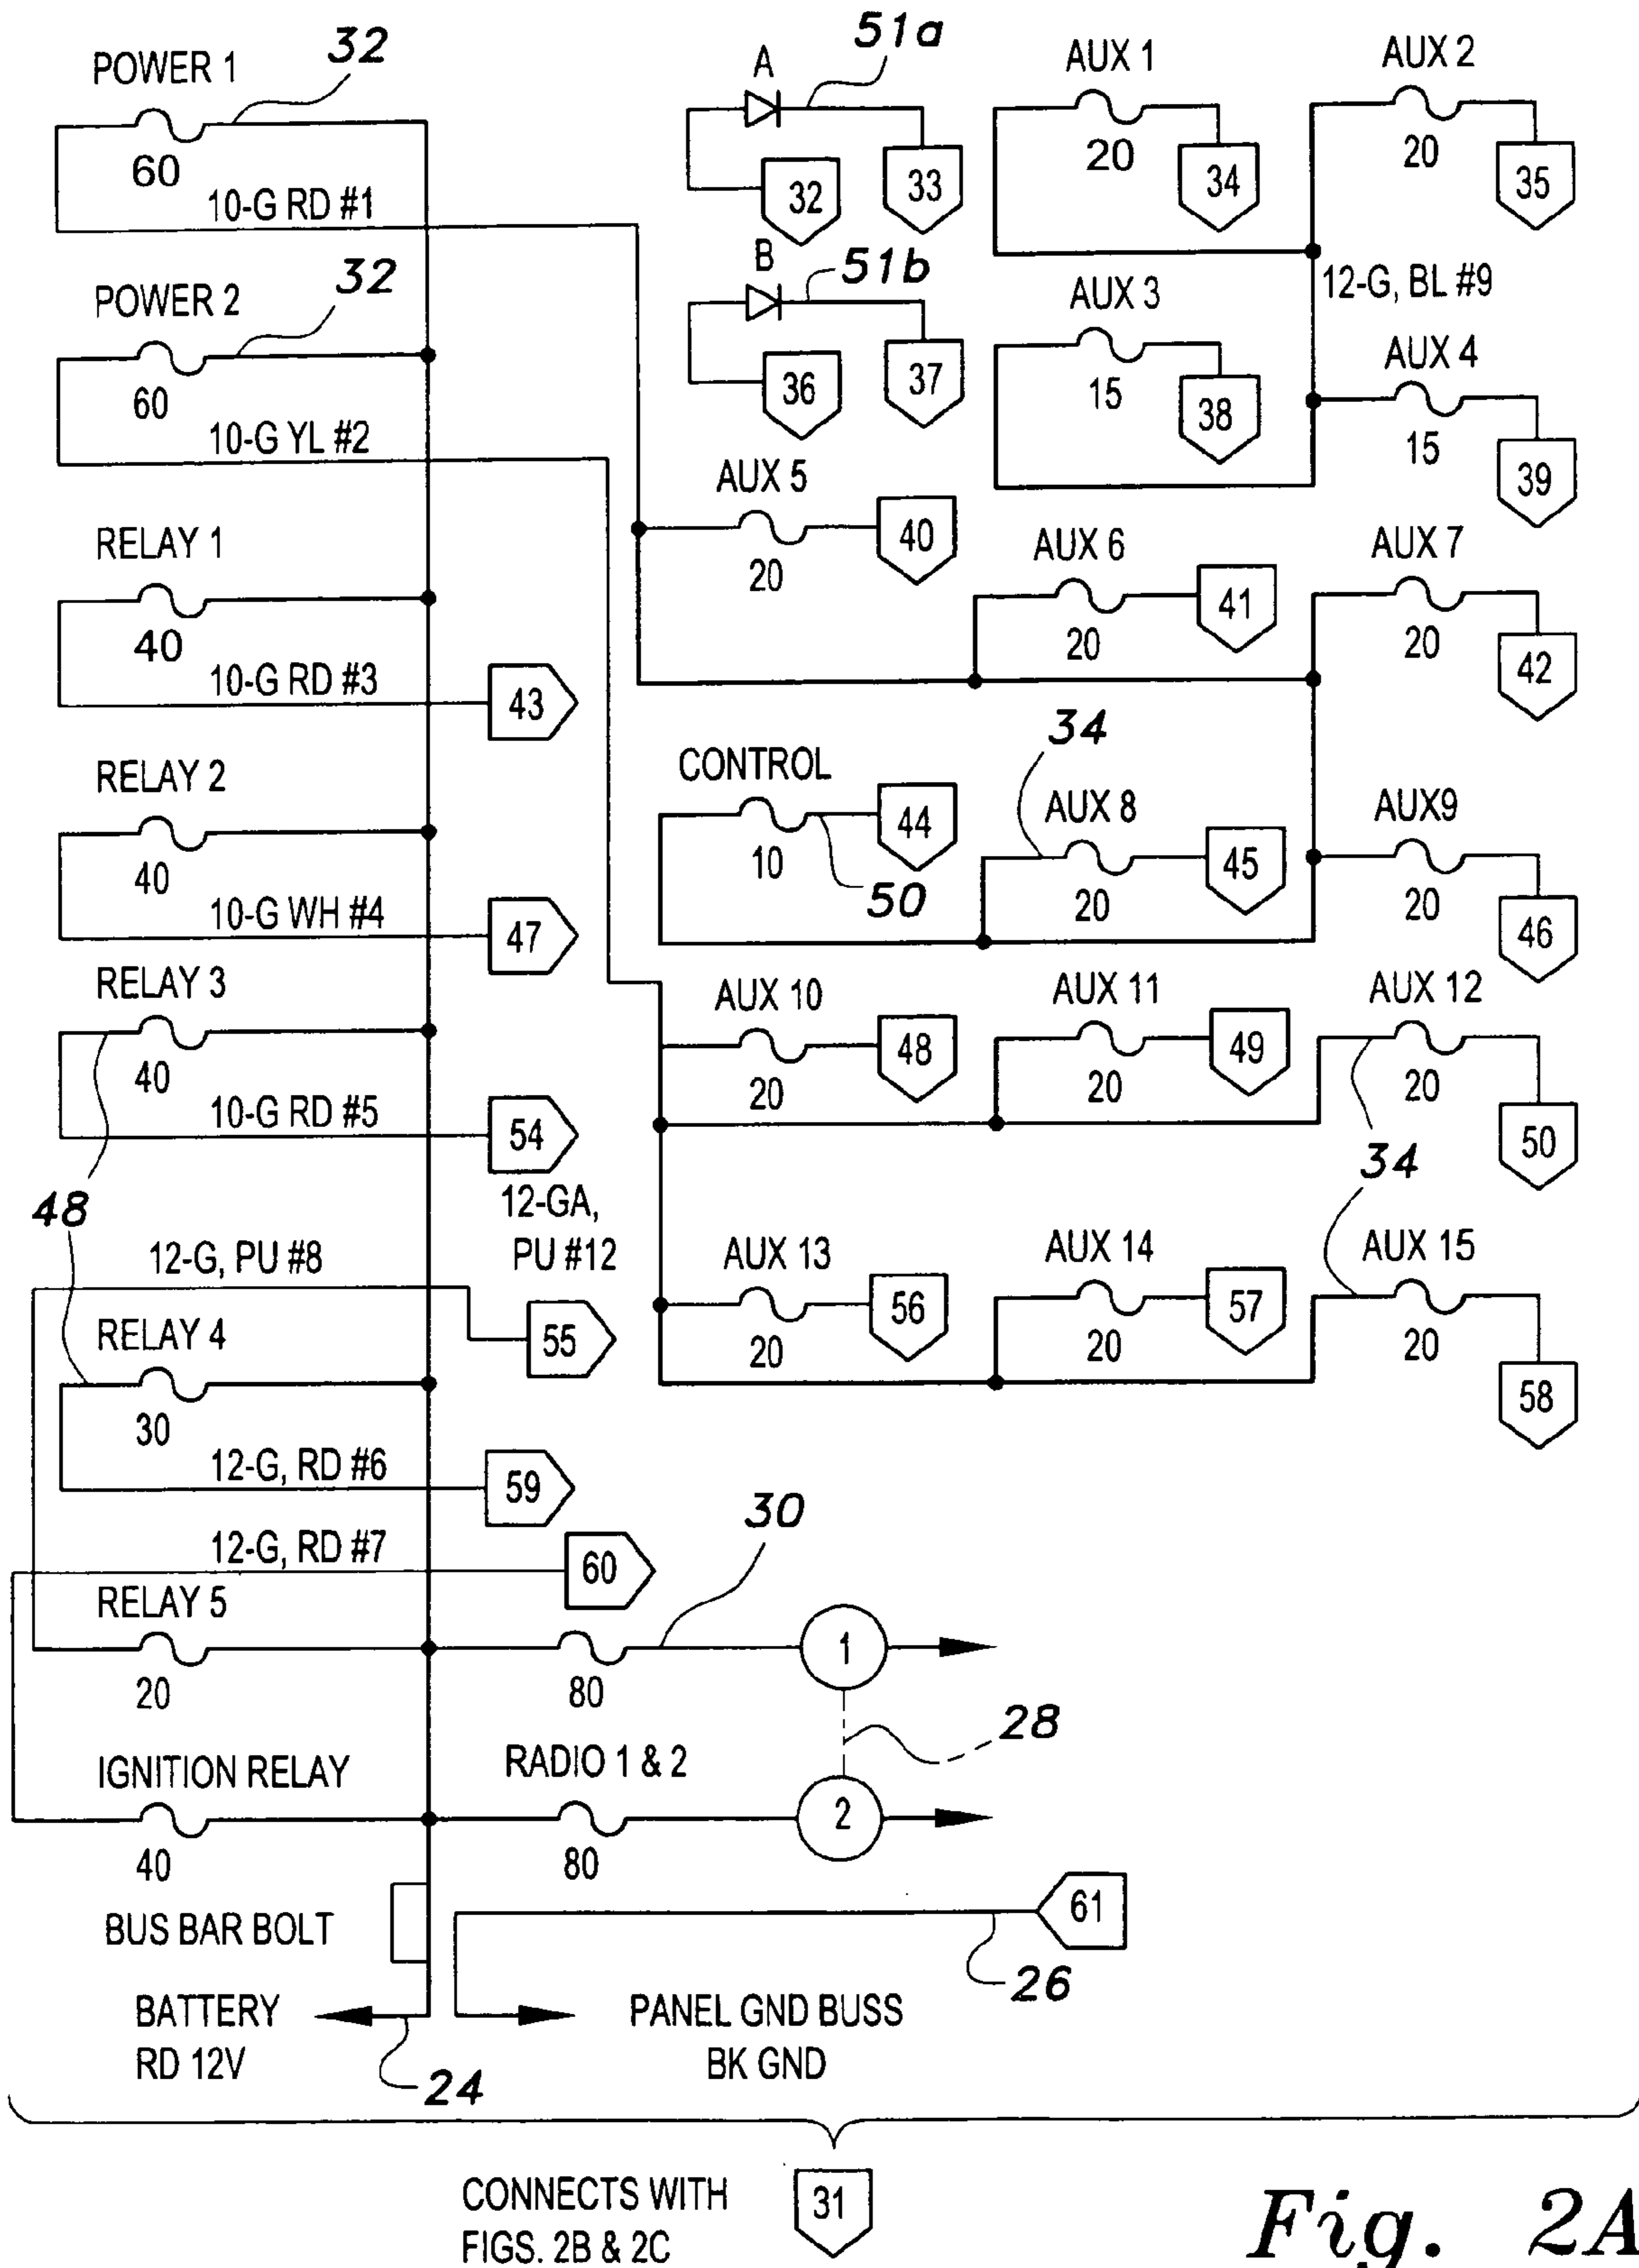 POWER 1
32
60
10-G RD #1
POWER 2
32
60
10-G YL #2
RELAY 1
40
10-G RD #3
43
RELAY 2
40
10-G WH #4
47
RELAY 3
40
10-G RD #5
54
48
12-GA,
PU #12
12-G, PU #8
55
RELAY 4
30
12-G, RD #6
59
12-G, RD #7
60
RELAY 5
20
IGNITION RELAY
40
BUS BAR BOLT
BATTERY
RD 12V
24
A
51a
32
33
B
51b
36
37
AUX 1
20
34
AUX 2
20
35
12-G, BL #9
AUX 3
15
38
AUX 4
15
39
AUX 5
20
40
AUX 6
20
41
AUX 7
20
42
CONTROL
10
44
50
34
AUX 8
20
45
AUX9
20
46
AUX 10
20
48
AUX 11
20
49
AUX 12
20
50
34
AUX 13
20
56
AUX 14
20
57
AUX 15
20
58
30
80
1
28
RADIO 1 & 2
80
2
61
26
PANEL GND BUSS
BK GND
CONNECTS WITH
FIGS. 2B & 2C
31
Fig. 2A